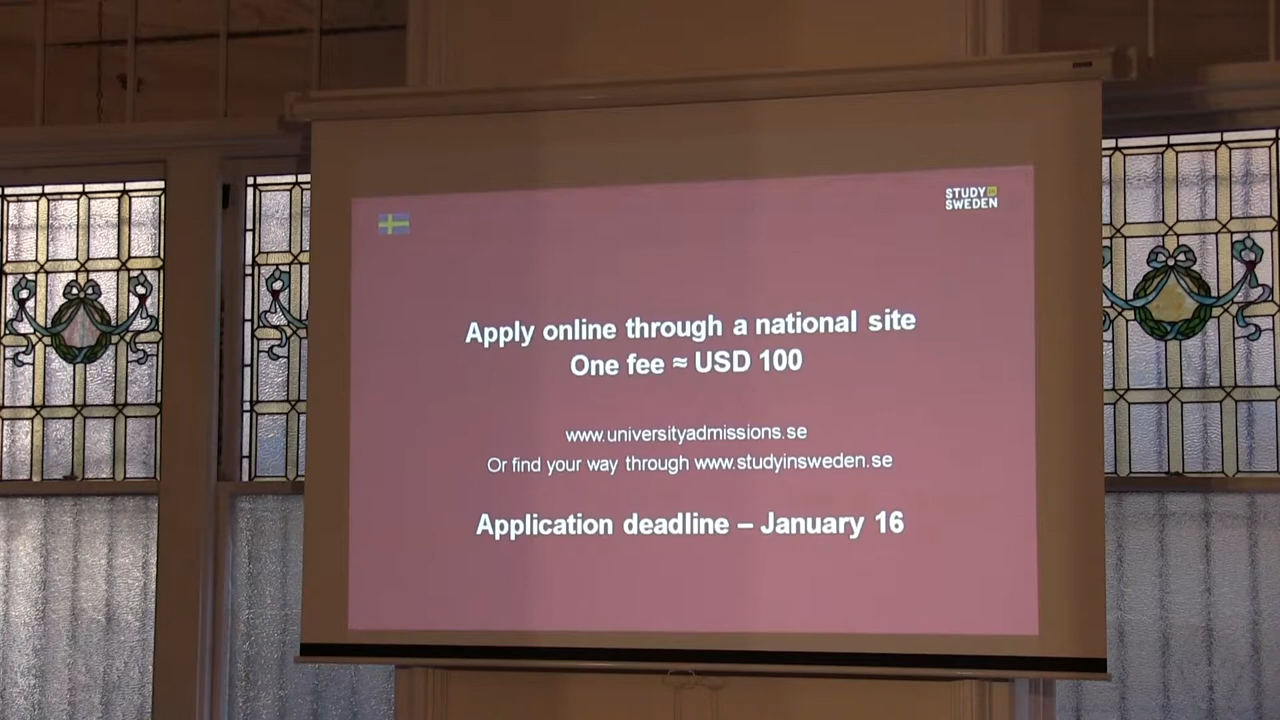 STUDY IN
SWEDEN
Apply online through a national site
One fee ≈ USD 100
www.universityadmissions.se
Or find your way through www.studyinsweden.se
Application deadline – January 16